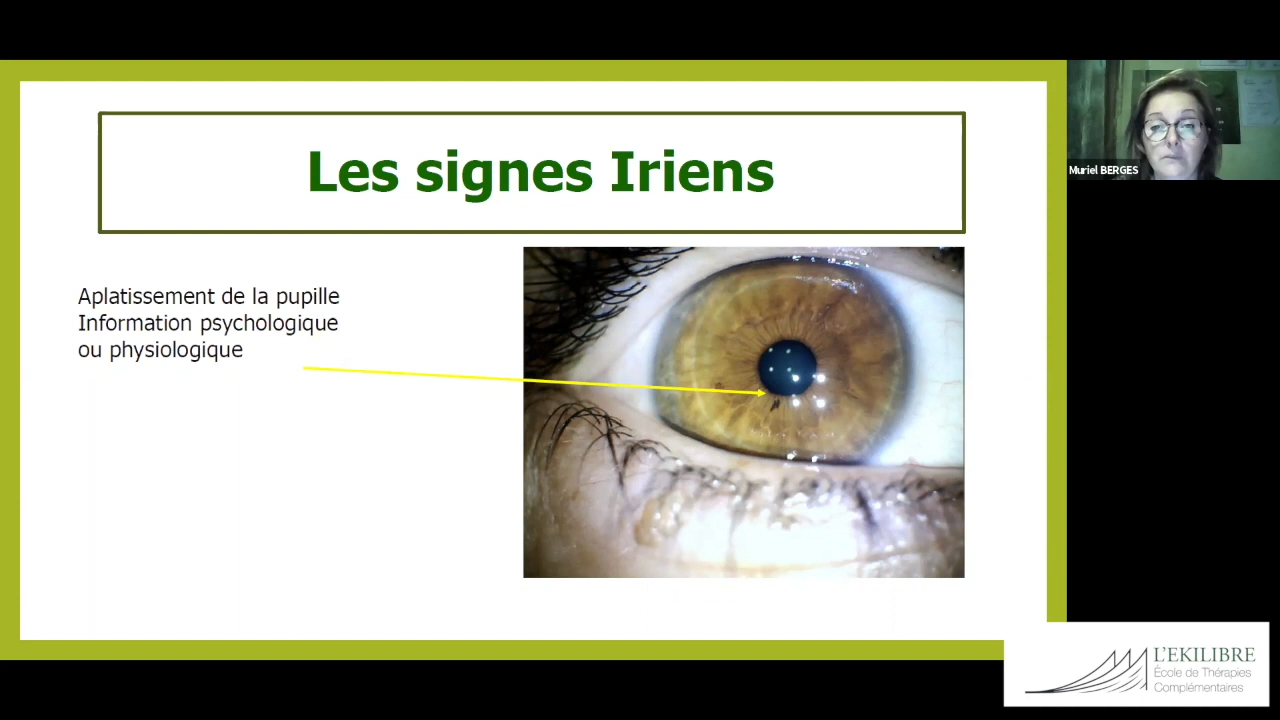 Les signes Iriens
Aplatissement de la pupille
Information psychologique
ou physiologique
Muriel BERGES
L'EKILIBRE
École de Thérapies
Complémentaires